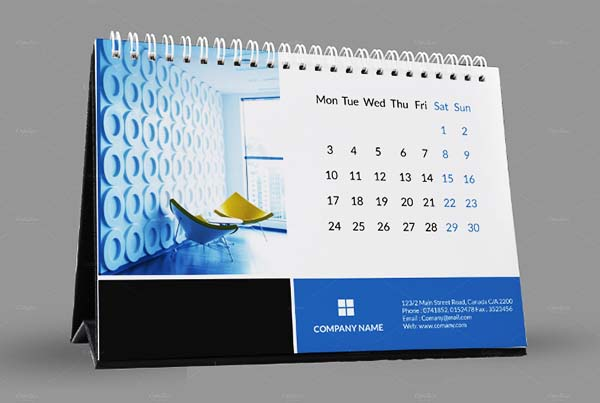 Mon Tue Wed Thu Fri Sat Sun
1 2
3 4 5 6 7 8 9
10 11 12 13 14 15 16
17 18 19 20 21 22 23
24 25 26 27 28 29 30
COMPANY NAME
123/2 Main Street Road, Canada C/A 2200
Phone : 0741852, 0152478 Fax : 3523456
Email : Comany@mail.com
Web: www.comany.com